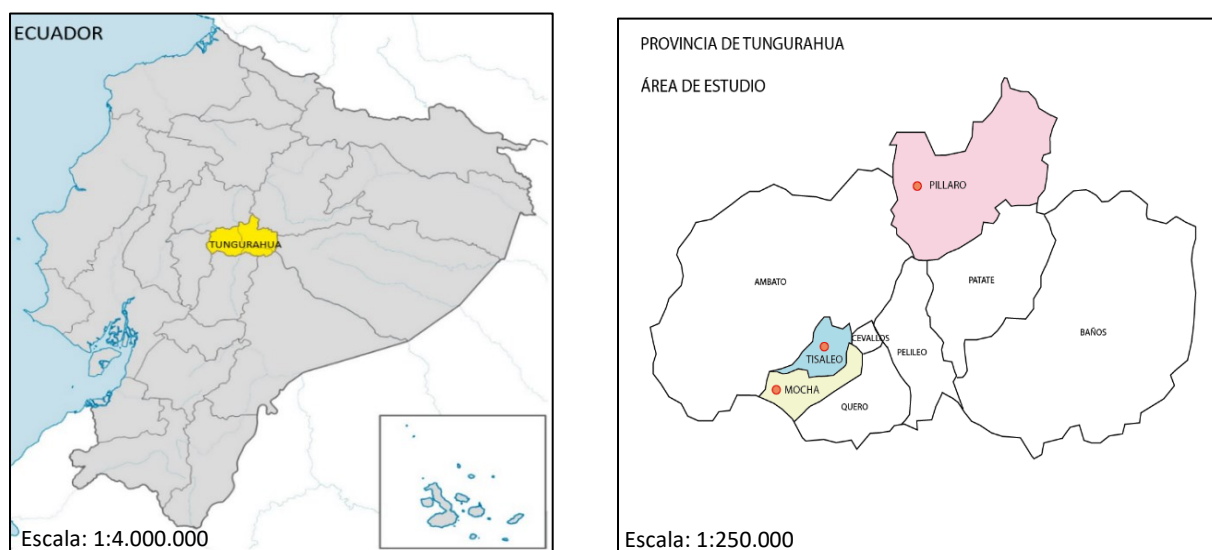 ECUADOR
TUNGURAHUA
Escala: 1:4.000.000
PROVINCIA DE TUNGURAHUA
ÁREA DE ESTUDIO
PILLARO
AMBATO
PATATE
BAÑOS
CEVALLOS
TISALEO
PELILEO
MOCHA
QUERO
Escala: 1:250.000